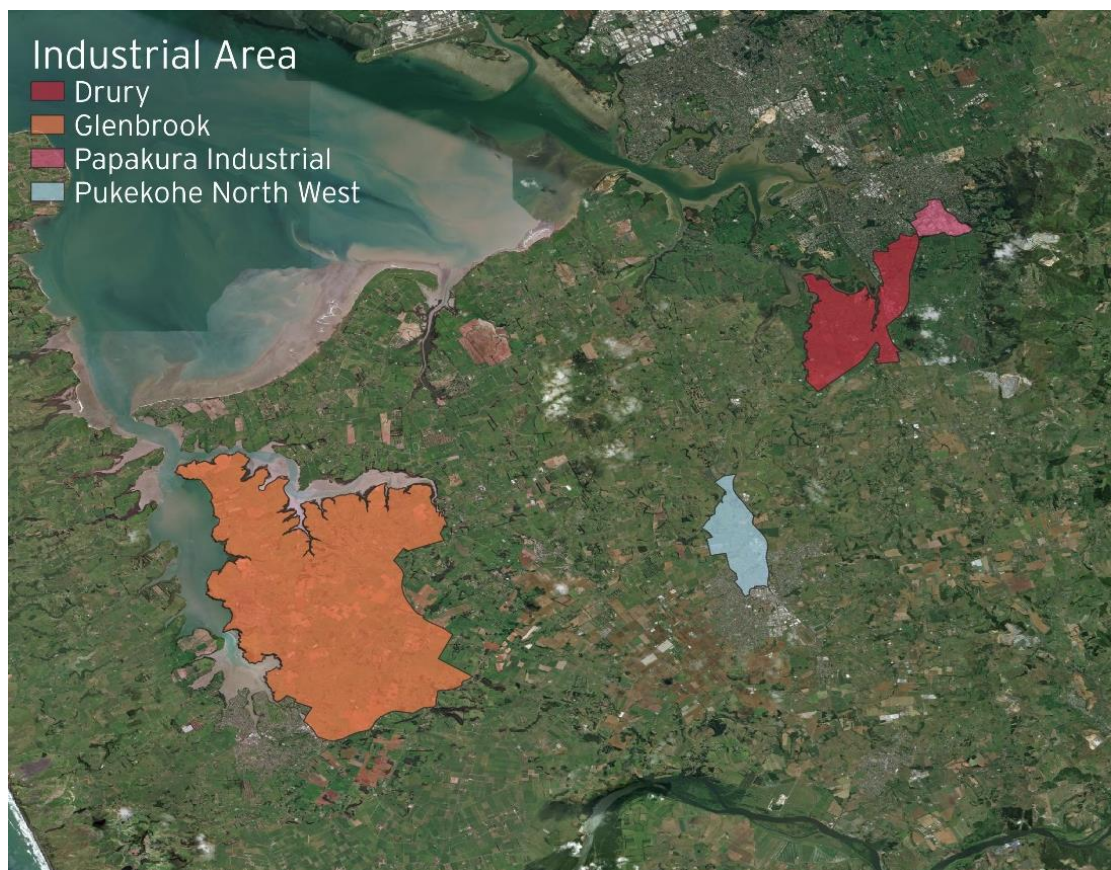 Industrial Area
Drury
Glenbrook
Papakura Industrial
Pukekohe North West